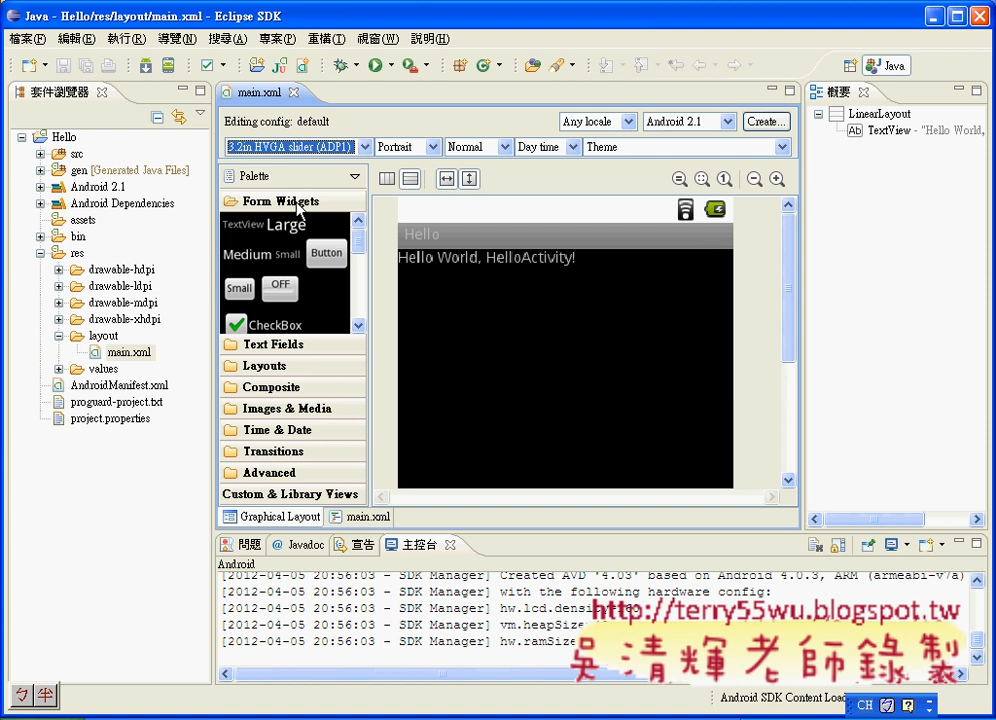 Java - Hello/res/layout/main.xml - Eclipse SDK
檔案(F) 編輯(E) 執行(R) 導覽(N) 搜尋(A) 專案(P) 重構(T) 視窗(W) 說明(H)
Java
套件瀏覽器
Hello
src
gen [Generated Java Files]
Android 2.1
Android Dependencies
assets
bin
res
drawable-hdpi
drawable-ldpi
drawable-mdpi
drawable-xhdpi
layout
main.xml
values
AndroidManifest.xml
proguard-project.txt
project.properties
main.xml
Editing config: default
Any locale
Android 2.1
Create...
3.2in HVGA slider (ADP1)
Portrait
Normal
Day time
Theme
Palette
Form Widgets
TextView Large
Medium Small Button
Small OFF
CheckBox
Text Fields
Layouts
Composite
Images & Media
Time & Date
Transitions
Advanced
Custom & Library Views
Hello
Hello World, HelloActivity!
Graphical Layout main.xml
概要
LinearLayout
Ab TextView - "Hello World,
問題 @ Javadoc 宣告 主控台
Android
[2012-04-05 20:56:03 - SDK Manager] Created AVD '4.03' based on Android 4.0.3, ARM (armeabi-v7a)
[2012-04-05 20:56:03 - SDK Manager] with the following hardware config:
[2012-04-05 20:56:03 - SDK Manager] hw.lcd.densi
[2012-04-05 20:56:03 - SDK Manager] vm.heapSize
[2012-04-05 20:56:03 - SDK Manager] hw.ramSize
http://terry55wu.blogspot.tw
吳清輝老師錄製
ㄅ 半
Android SDK Content Load
CH